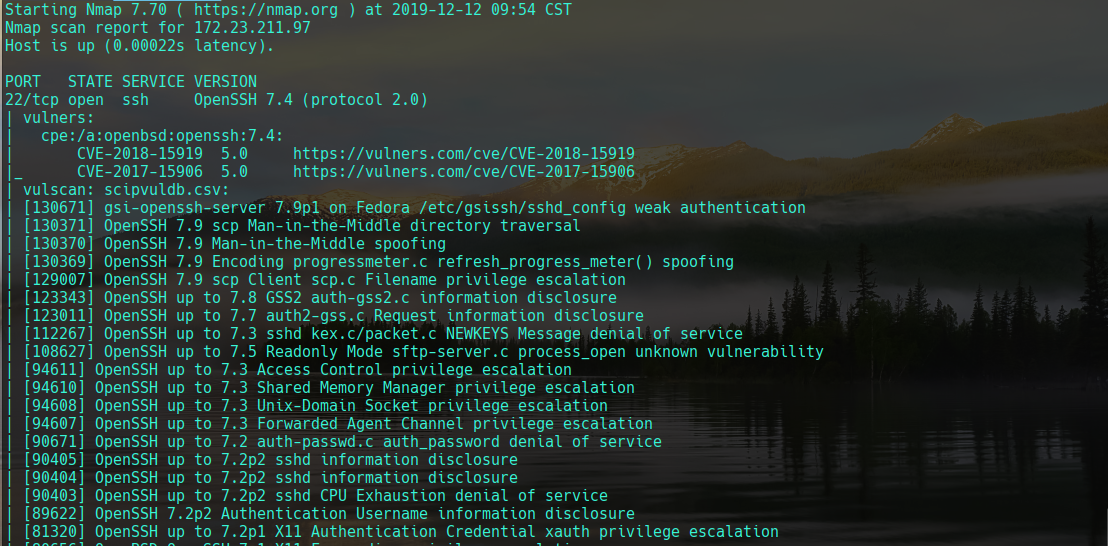 Starting Nmap 7.70 ( https://nmap.org ) at 2019-12-12 09:54 CST
Nmap scan report for 172.23.211.97
Host is up (0.00022s latency).
PORT   STATE SERVICE VERSION
22/tcp open  ssh     OpenSSH 7.4 (protocol 2.0)
| vulners:
|   cpe:/a:openbsd:openssh:7.4:
|       CVE-2018-15919  5.0     https://vulners.com/cve/CVE-2018-15919
|_      CVE-2017-15906  5.0     https://vulners.com/cve/CVE-2017-15906
| vulscan: scipvuldb.csv:
| [130671] gsi-openssh-server 7.9p1 on Fedora /etc/gsissh/sshd_config weak authentication
| [130371] OpenSSH 7.9 scp Man-in-the-Middle directory traversal
| [130370] OpenSSH 7.9 Man-in-the-Middle spoofing
| [130369] OpenSSH 7.9 Encoding progressmeter.c refresh_progress_meter() spoofing
| [129007] OpenSSH 7.9 scp Client scp.c Filename privilege escalation
| [123343] OpenSSH up to 7.8 GSS2 auth-gss2.c information disclosure
| [123011] OpenSSH up to 7.7 auth2-gss.c Request information disclosure
| [112267] OpenSSH up to 7.3 sshd kex.c/packet.c NEWKEYS Message denial of service
| [108627] OpenSSH up to 7.5 Readonly Mode sftp-server.c process_open unknown vulnerability
| [94611] OpenSSH up to 7.3 Access Control privilege escalation
| [94610] OpenSSH up to 7.3 Shared Memory Manager privilege escalation
| [94608] OpenSSH up to 7.3 Unix-Domain Socket privilege escalation
| [94607] OpenSSH up to 7.3 Forwarded Agent Channel privilege escalation
| [90671] OpenSSH up to 7.2 auth-passwd.c auth_password denial of service
| [90405] OpenSSH up to 7.2p2 sshd information disclosure
| [90404] OpenSSH up to 7.2p2 sshd information disclosure
| [90403] OpenSSH up to 7.2p2 sshd CPU Exhaustion denial of service
| [89622] OpenSSH 7.2p2 Authentication Username information disclosure
| [81320] OpenSSH up to 7.2p1 X11 Authentication Credential xauth privilege escalation